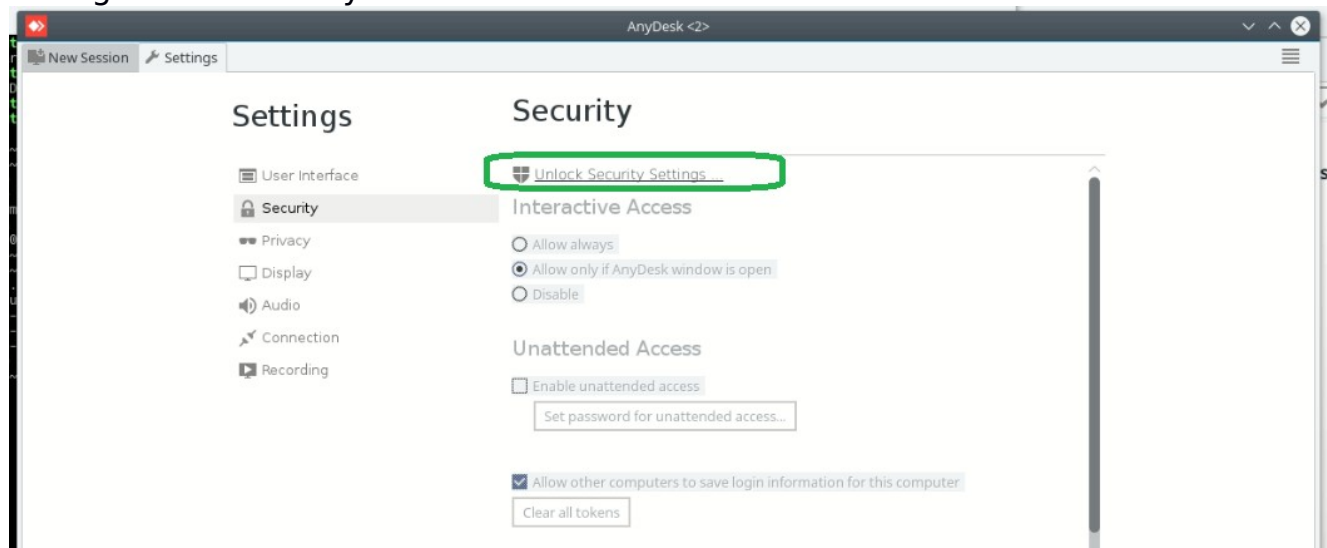 AnyDesk <2>
New Session Settings
Settings
User Interface
Security
Privacy
Display
Audio
Connection
Recording
Security
Unlock Security Settings ...
Interactive Access
Allow always
Allow only if AnyDesk window is open
Disable
Unattended Access
Enable unattended access
Set password for unattended access...
Allow other computers to save login information for this computer
Clear all tokens